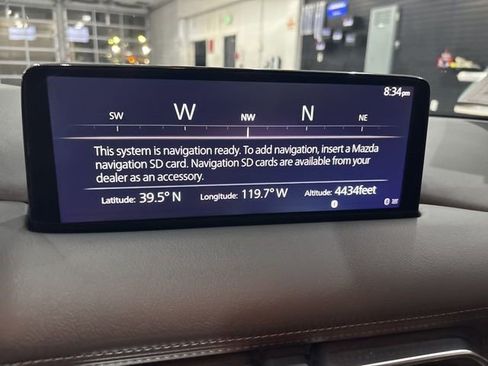 8:34pm
SW W NW N NE
This system is navigation ready. To add navigation, insert a Mazda
navigation SD card. Navigation SD cards are available from your
dealer as an accessory.
Latitude: 39.5° N Longitude: 119.7° W Altitude: 4434feet